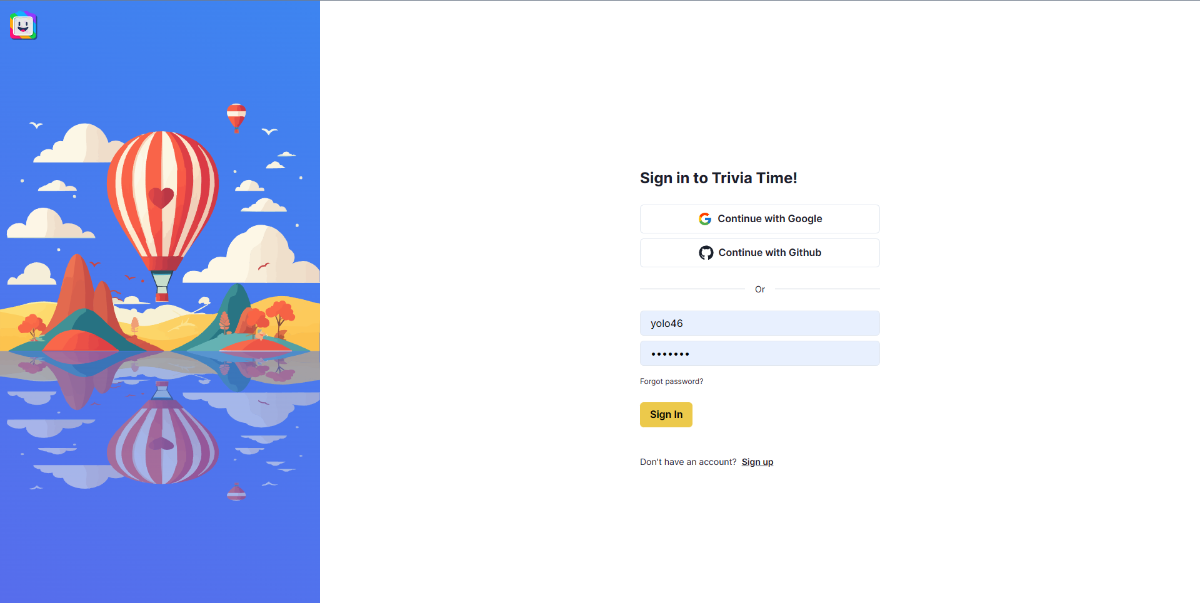 Sign in to Trivia Time!
Continue with Google
Continue with Github
Or
yolo46
•••••••
Forgot password?
Sign In
Don't have an account? Sign up